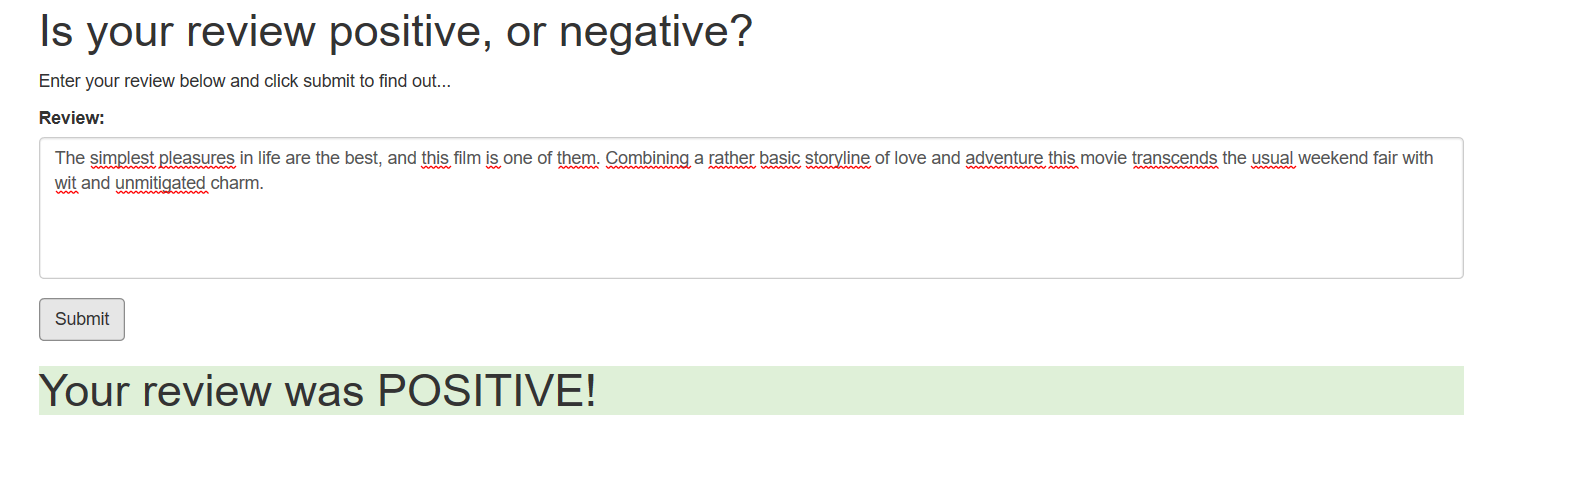 Is your review positive, or negative?
Enter your review below and click submit to find out...
Review:
The simplest pleasures in life are the best, and this film is one of them. Combining a rather basic storyline of love and adventure this movie transcends the usual weekend fair with
wit and unmitigated charm.
Submit
Your review was POSITIVE!